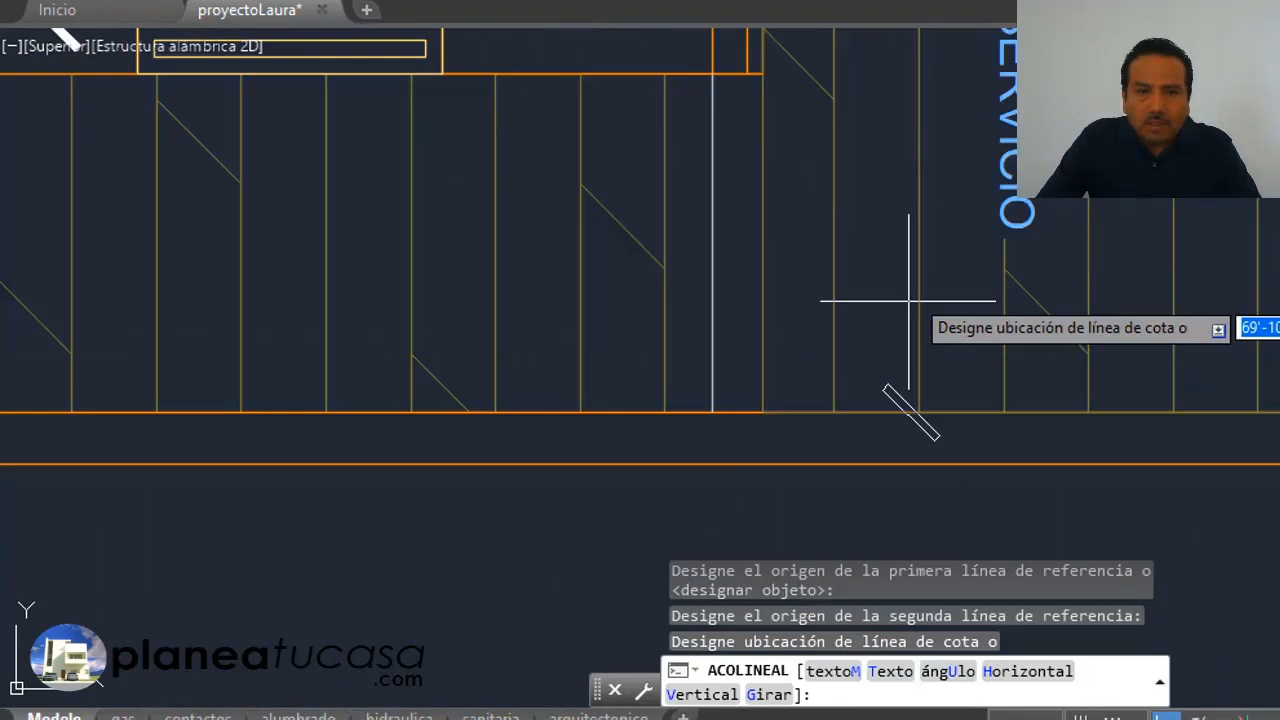 Inicio
proyectoLaura*
[−][Superior][Estructura alámbrica 2D]
SERVICIO
Designe ubicación de línea de cota o
69'-10
Designe el origen de la primera línea de referencia o
<designar objeto>:
Designe el origen de la segunda línea de referencia:
Designe ubicación de línea de cota o
ACOLINEAL [textoM Texto ángUlo Horizontal
Vertical Girar]:
Y
planeatucasa
.com
Modelo gas contactos alumbrado hidraulica sanitaria arquitectonico